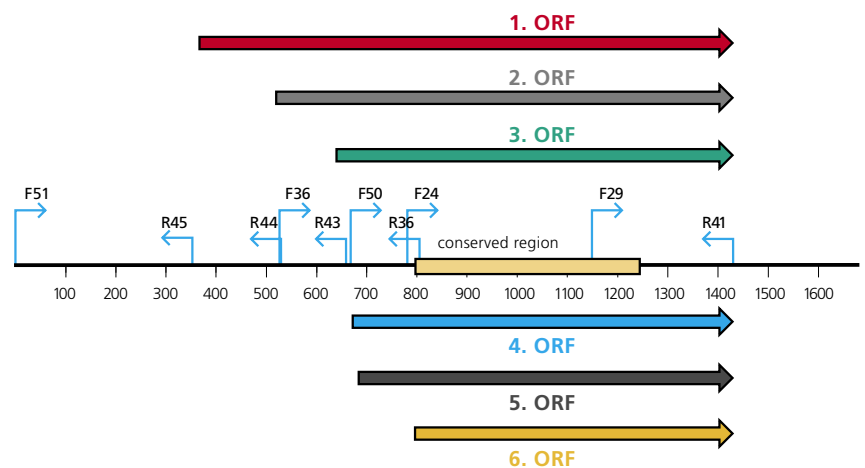 1. ORF
2. ORF
3. ORF
F51 F36 F50 F24 F29
R45 R44 R43 R36 R41
conserved region
100 200 300 400 500 600 700 800 900 1000 1100 1200 1300 1400 1500 1600
4. ORF
5. ORF
6. ORF